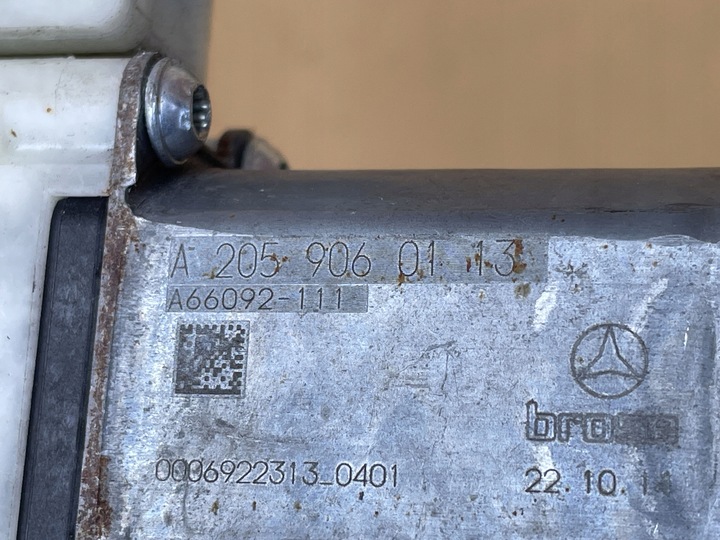 A 205 906 01 13
A66092-111
brose
0006922313_0401
22.10.14